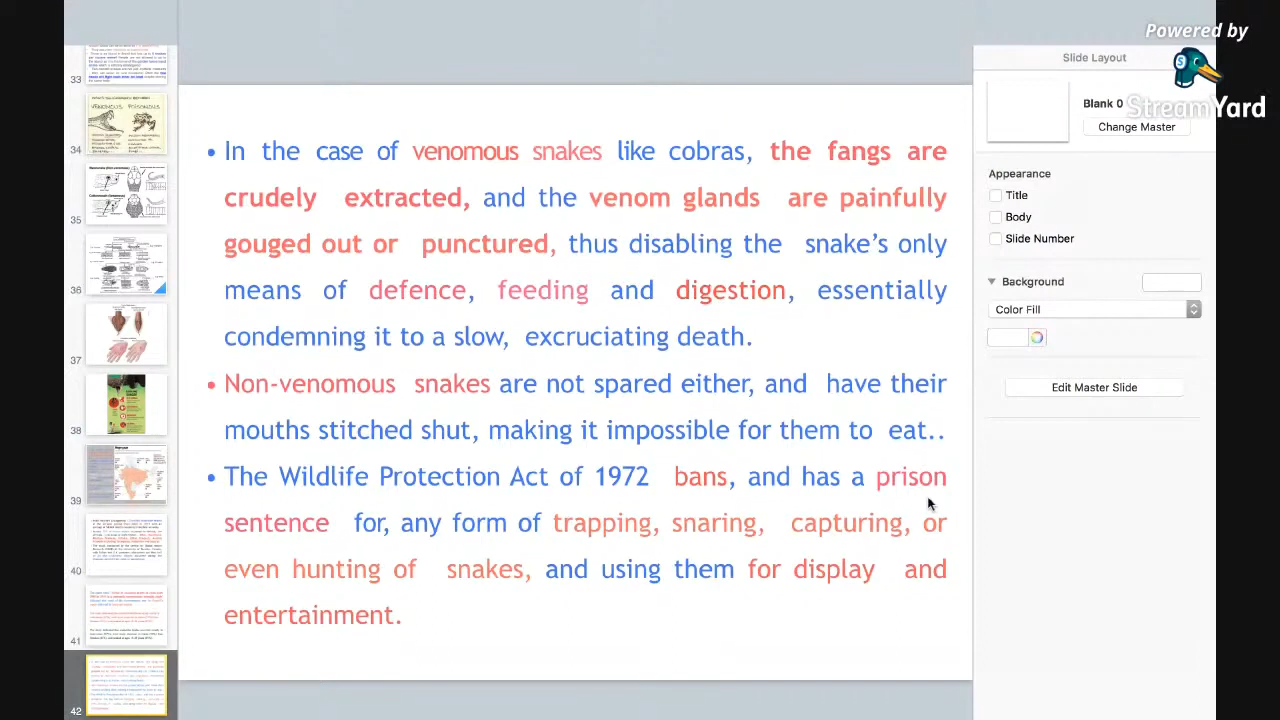 Powered by
StreamYard
33
34
VENOMOUS POISONOUS
35
36
37
38
39
40
41
42
• In the case of venomous snakes like cobras, the fangs are
crudely extracted, and the venom glands are painfully
gouged out or punctured, thus disabling the snake's only
means of defence, feeding and digestion, essentially
condemning it to a slow, excruciating death.
• Non-venomous snakes are not spared either, and have their
mouths stitched shut, making it impossible for them to eat..
• The Wildlife Protection Act of 1972 bans, and has a prison
sentence for, any form of trapping, snaring, capturing, or
even hunting of snakes, and using them for display and
entertainment.
Slide Layout
Blank 0
Change Master
Appearance
Title
Body
Slide Number
Background
Color Fill
Edit Master Slide